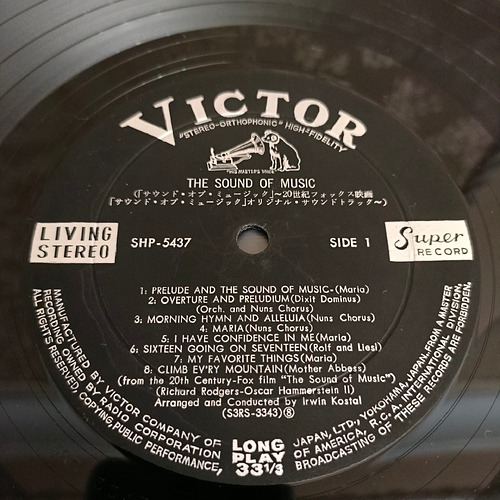 VICTOR
"STEREO-ORTHOPHONIC" HIGH-FIDELITY
"HIS MASTER'S VOICE"
THE SOUND OF MUSIC
(「サウンド・オブ・ミュージック」~20世紀フォックス映画
「サウンド・オブ・ミュージック」オリジナル・サウンドトラック~)
LIVING
STEREO
SHP-5437
SIDE 1
Super
RECORD
1: PRELUDE AND THE SOUND OF MUSIC-(Maria)
2: OVERTURE AND PRELUDIUM(Dixit Dominus)
(Orch. and Nuns Chorus)
3: MORNING HYMN AND ALLELUIA(Nuns Chorus)
4: MARIA(Nuns Chorus)
5: I HAVE CONFIDENCE IN ME(Maria)
6: SIXTEEN GOING ON SEVENTEEN(Rolf and Liesl)
7: MY FAVORITE THINGS(Maria)
8: CLIMB EV'RY MOUNTAIN(Mother Abbess)
(from the 20th Century-Fox film "The Sound of Music")
(Richard Rodgers-Oscar Hammerstein II)
Arranged and Conducted by Irwin Kostal
(S3RS-3343)Ⓑ
LONG
PLAY
33 1/3
MANUFACTURED BY VICTOR COMPANY OF JAPAN, LTD., YOKOHAMA, JAPAN, FROM A MASTER
RECORDING OWNED BY RADIO CORPORATION OF AMERICA, R.C.A. INTERNATIONAL DIVISION.
ALL RIGHTS RESERVED, COPYING, PUBLIC PERFORMANCE, BROADCASTING OF THESE RECORD ARE FORBIDDEN.